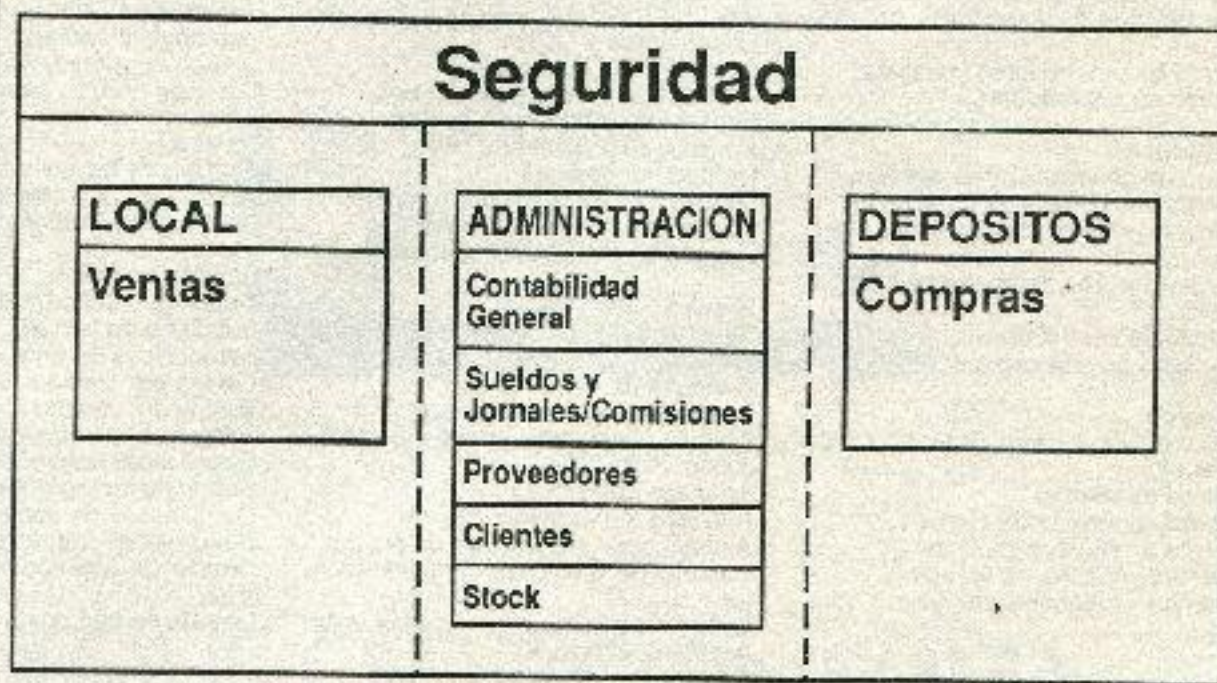 Seguridad
LOCAL
Ventas
ADMINISTRACION
Contabilidad
General
Sueldos y
Jornales/Comisiones
Proveedores
Clientes
Stock
DEPOSITOS
Compras